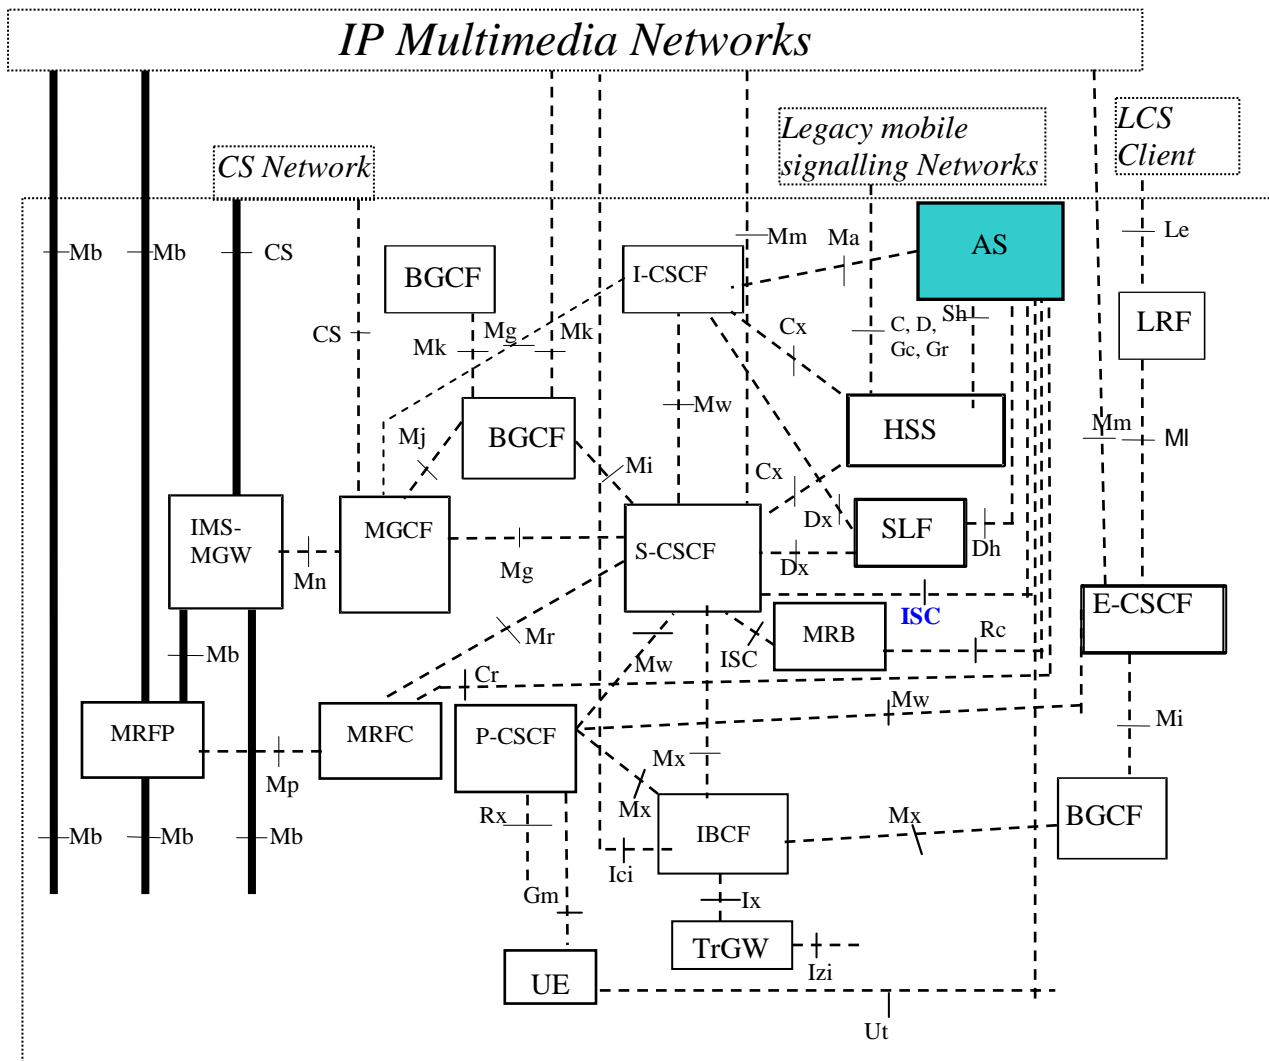 IP Multimedia Networks
Legacy mobile
signalling Networks
LCS
Client
CS Network
Mb
Mb
CS
Mm
Ma
AS
Le
BGCF
I-CSCF
CS
Mk
Mg
Mk
Cx
C, D,
Gc, Gr
Sh
LRF
Mw
HSS
Mm
Ml
Mj
BGCF
Mi
Cx
IMS-
MGW
MGCF
Mn
Mg
S-CSCF
Dx
Dx
SLF
Dh
ISC
E-CSCF
Mb
Mr
Mw
ISC
MRB
Rc
Cr
Mw
Mi
MRFP
Mp
MRFC
P-CSCF
Mx
Mx
Mb
Mb
Mb
Rx
IBCF
Mx
BGCF
Ici
Gm
Ix
TrGW
Izi
UE
Ut